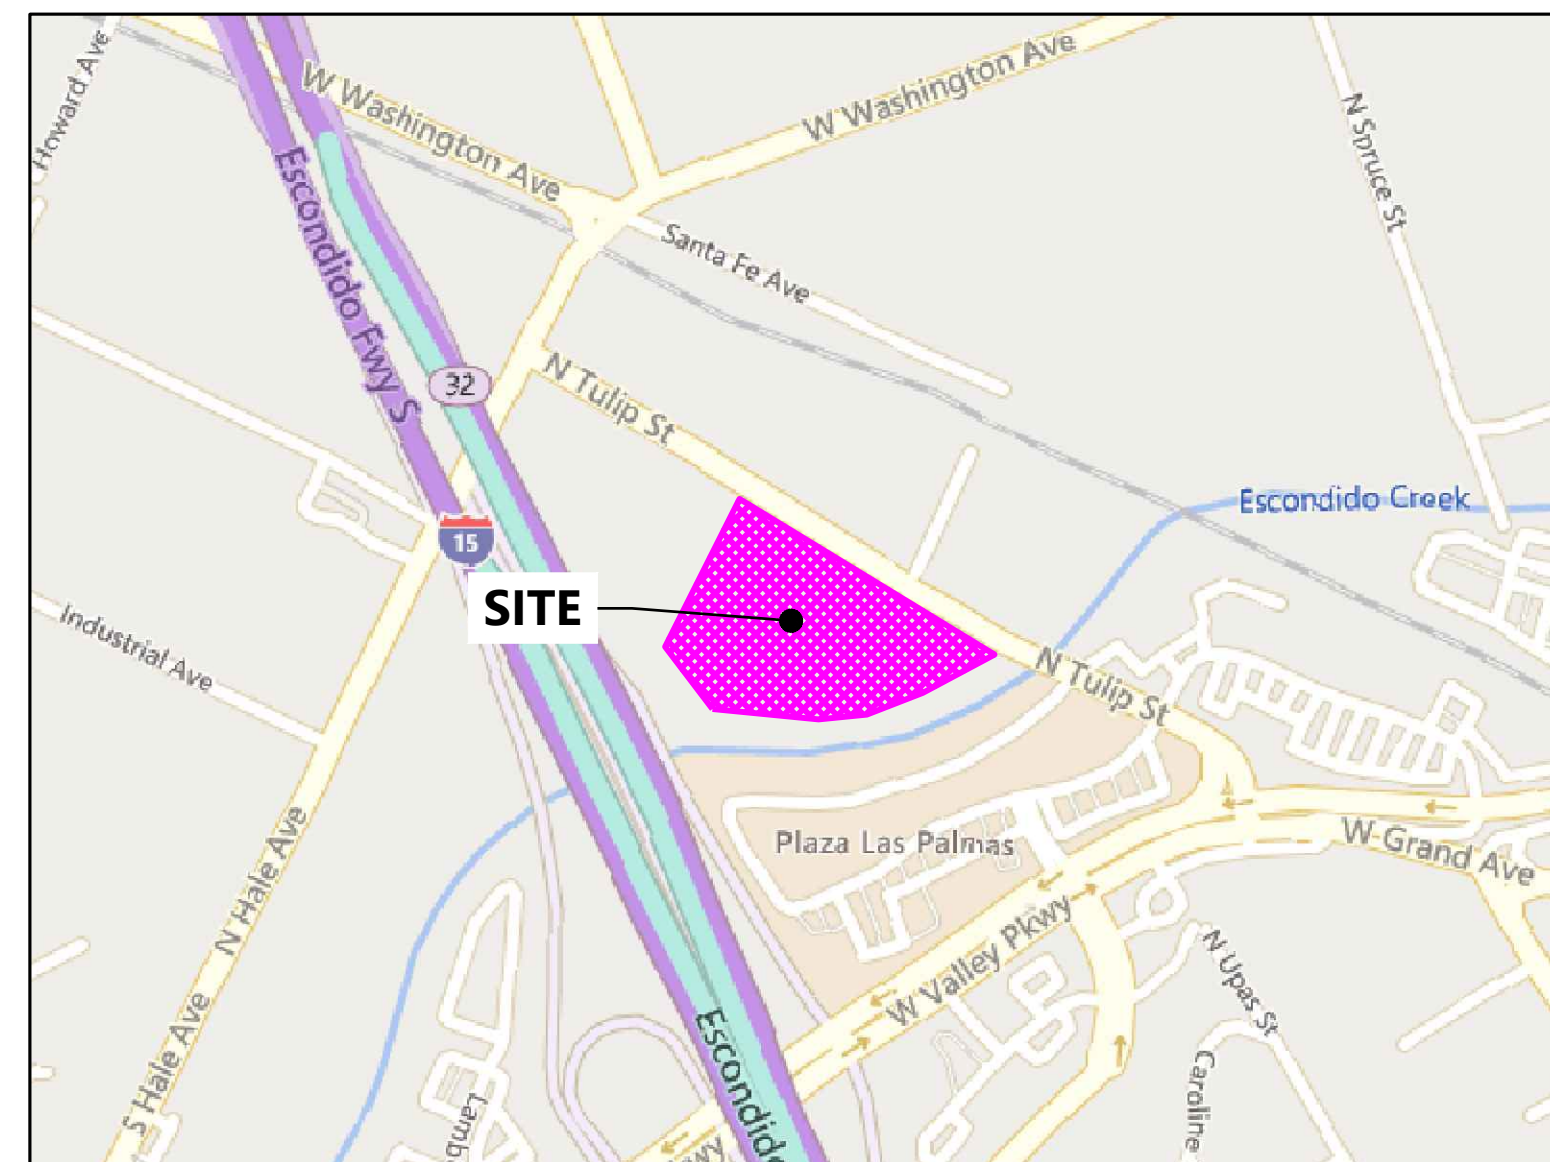 Howard Ave
W Washington Ave
W Washington Ave
N Spruce St
Escondido Fwy S
Santa Fe Ave
32
N Tulip St
Escondido Creek
15
SITE
Industrial Ave
N Tulip St
Plaza Las Palmas
W Grand Ave
N Hale Ave
W Valley Pkwy
N Upas St
S Hale Ave
Escondido
Caroline
Lamb
wy